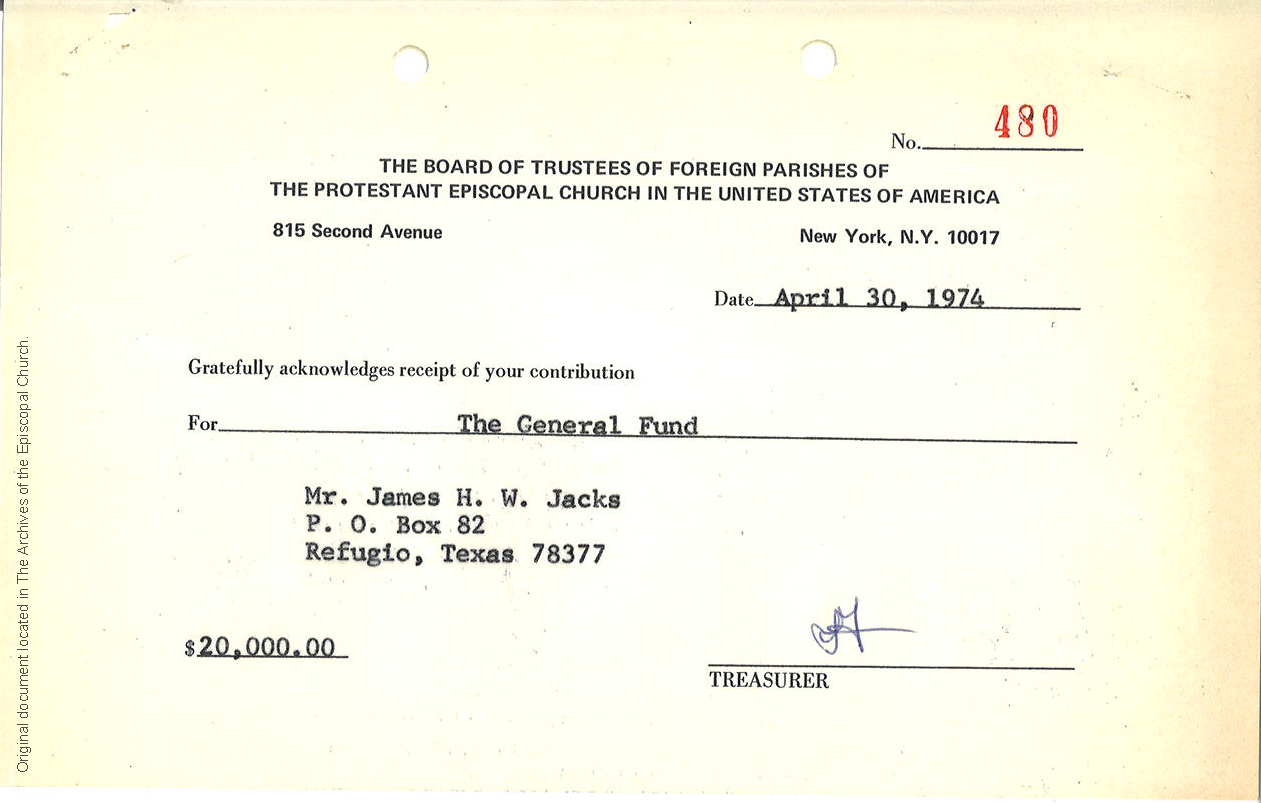 No. 480
THE BOARD OF TRUSTEES OF FOREIGN PARISHES OF
THE PROTESTANT EPISCOPAL CHURCH IN THE UNITED STATES OF AMERICA
815 Second Avenue New York, N.Y. 10017
Date April 30, 1974
Gratefully acknowledges receipt of your contribution
For The General Fund
Mr. James H. W. Jacks
P. O. Box 82
Refugio, Texas 78377
$20,000.00
TREASURER
Original document located in The Archives of the Episcopal Church.